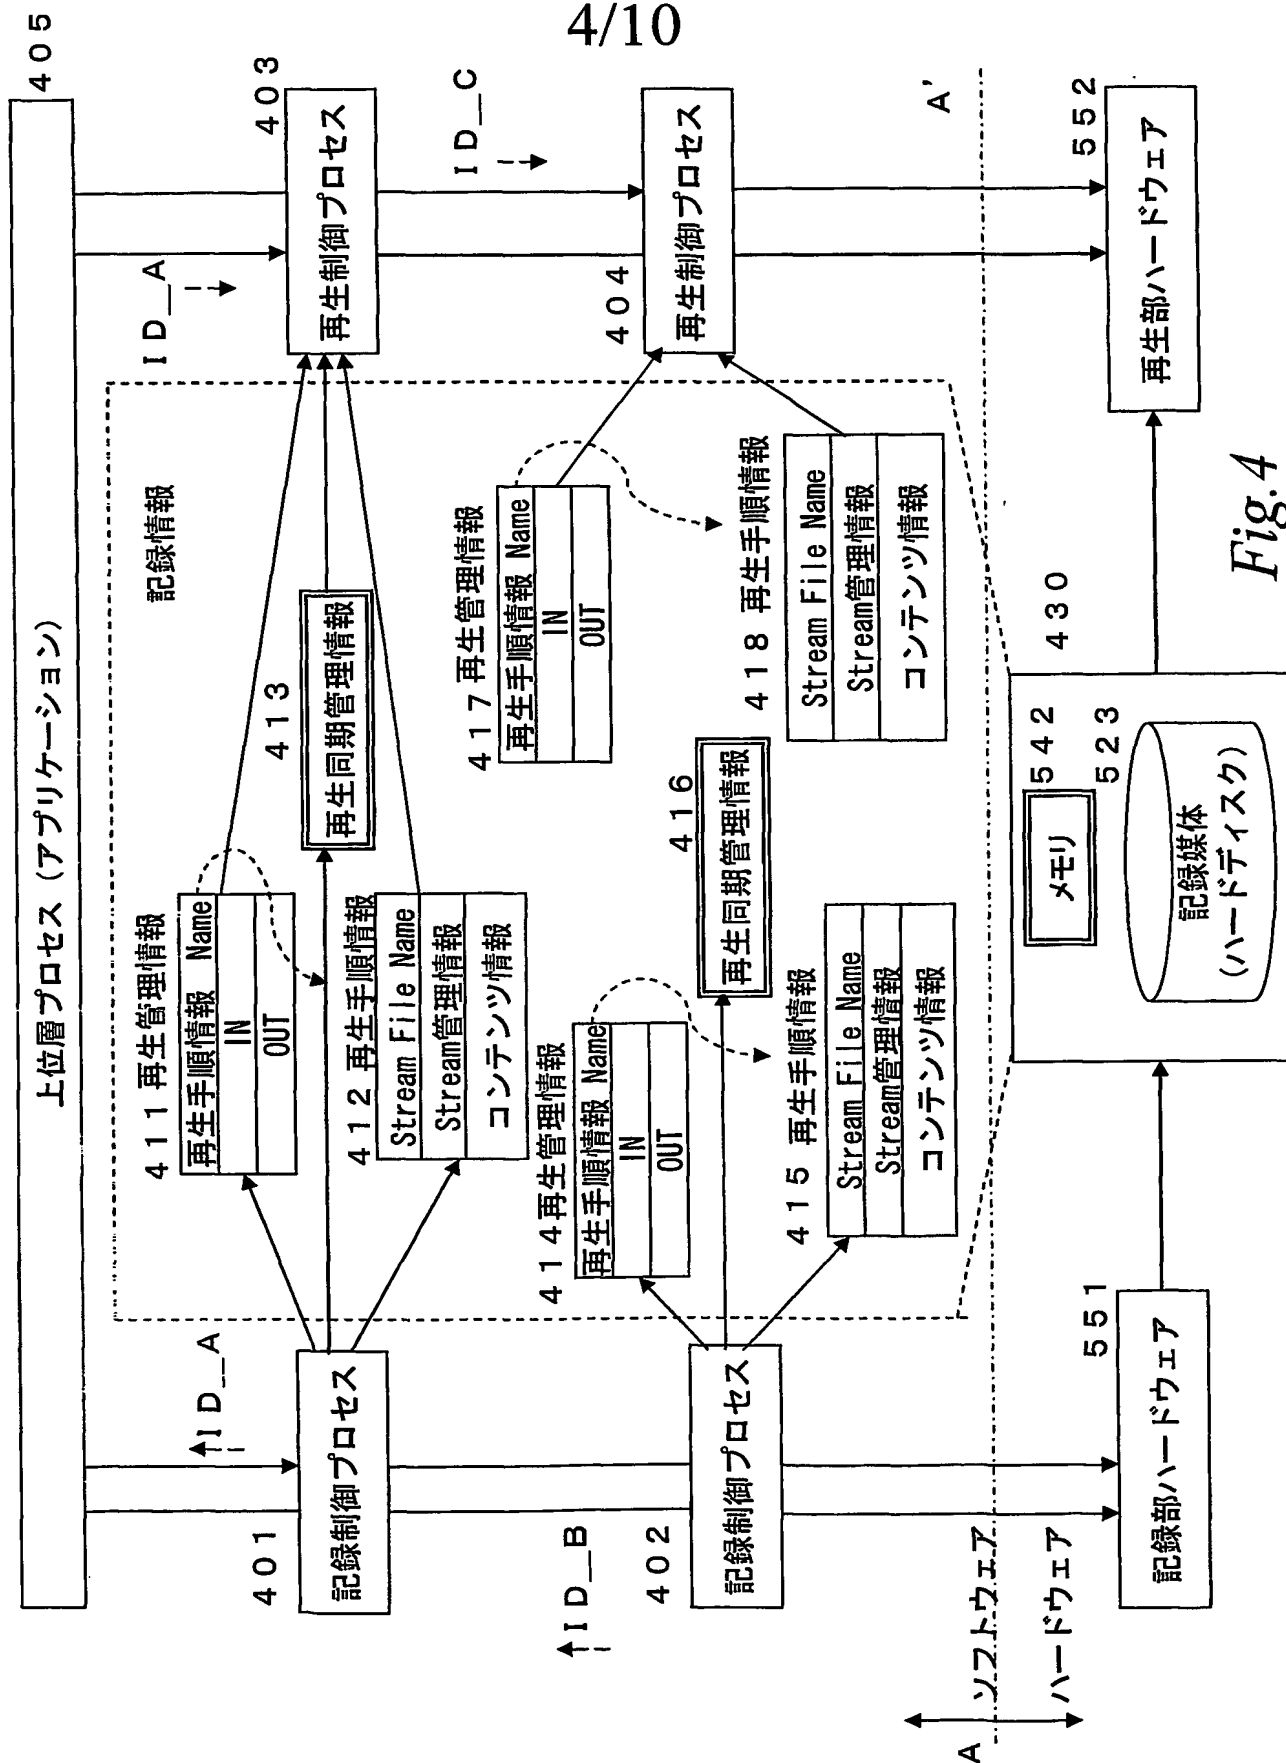 4/10
４０５
上位層プロセス（アプリケーション）
４０１
記録制御プロセス
ＩＤ＿Ａ
ＩＤ＿Ｂ
４０２
記録制御プロセス
記録情報
４１１再生管理情報
再生手順情報 Name
IN
OUT
４１２ 再生手順情報
Stream File Name
Stream管理情報
コンテンツ情報
４１３
再生同期管理情報
４１４再生管理情報
再生手順情報 Name
IN
OUT
４１５ 再生手順情報
Stream File Name
Stream管理情報
コンテンツ情報
４１６
再生同期管理情報
４１７再生管理情報
再生手順情報 Name
IN
OUT
４１８ 再生手順情報
Stream File Name
Stream管理情報
コンテンツ情報
ＩＤ＿Ａ
４０３
再生制御プロセス
ＩＤ＿Ｃ
４０４
再生制御プロセス
Ａ
Ａ’
ソフトウェア
ハードウェア
５５１
記録部ハードウェア
４３０
５４２
メモリ
５２３
記録媒体
（ハードディスク）
５５２
再生部ハードウェア
Fig.4